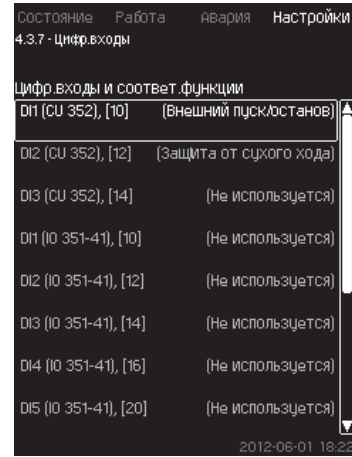 Состояние Работа Авария Настройки
4.3.7 - Цифр.входы
Цифр.входы и соответ.функции
DI1 (CU 352), [10] (Внешний пуск/останов)
DI2 (CU 352), [12] (Защита от сухого хода)
DI3 (CU 352), [14] (Не используется)
DI1 (IO 351-41), [10] (Не используется)
DI2 (IO 351-41), [12] (Не используется)
DI3 (IO 351-41), [14] (Не используется)
DI4 (IO 351-41), [16] (Не используется)
DI5 (IO 351-41), [20] (Не используется)
2012-06-01 18:22